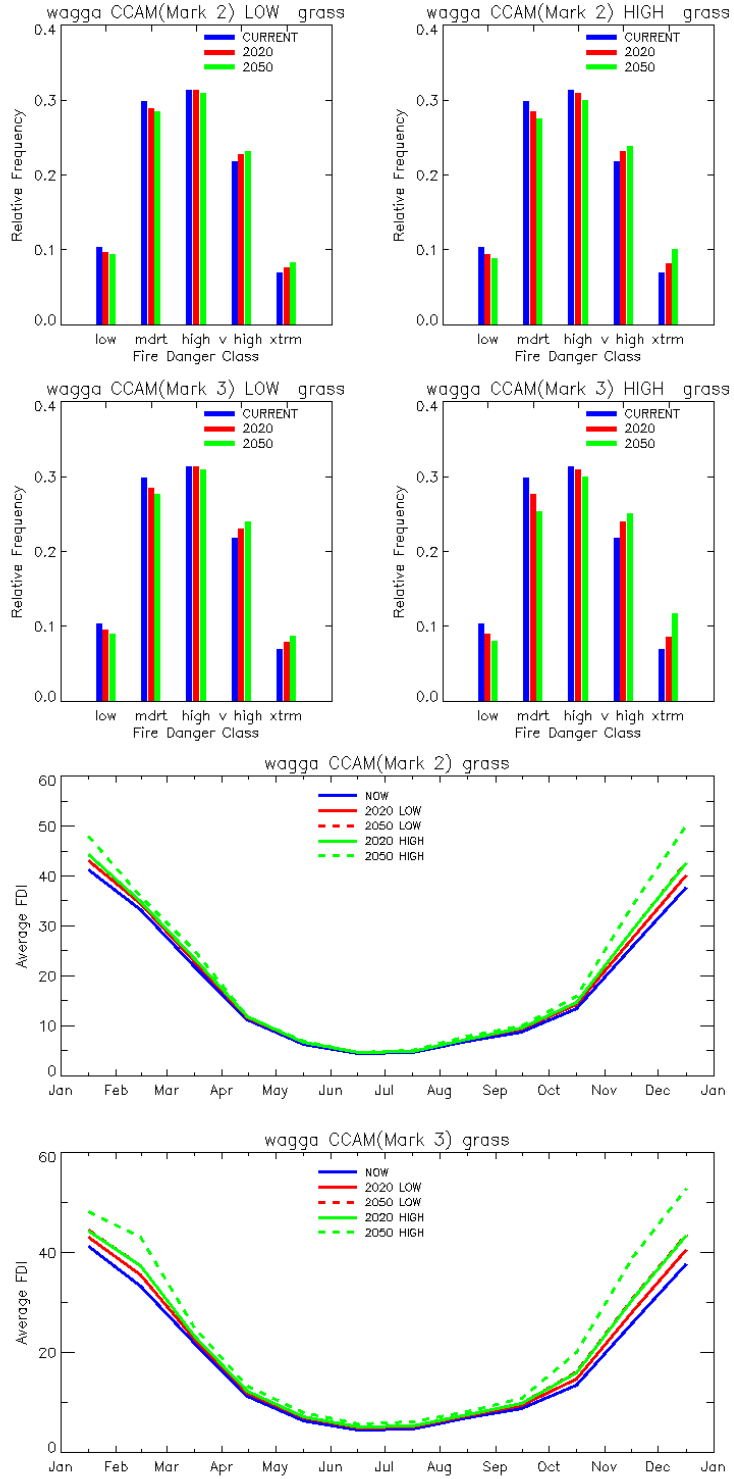 wagga CCAM(Mark 2) LOW grass
0.4
0.3
0.2
0.1
0.0
Relative Frequency
CURRENT
2020
2050
low mdrt high v high xtrm
Fire Danger Class
wagga CCAM(Mark 2) HIGH grass
0.4
0.3
0.2
0.1
0.0
Relative Frequency
CURRENT
2020
2050
low mdrt high v high xtrm
Fire Danger Class
wagga CCAM(Mark 3) LOW grass
0.4
0.3
0.2
0.1
0.0
Relative Frequency
CURRENT
2020
2050
low mdrt high v high xtrm
Fire Danger Class
wagga CCAM(Mark 3) HIGH grass
0.4
0.3
0.2
0.1
0.0
Relative Frequency
CURRENT
2020
2050
low mdrt high v high xtrm
Fire Danger Class
wagga CCAM(Mark 2) grass
60
50
40
30
20
10
0
Average FDI
NOW
2020 LOW
2050 LOW
2020 HIGH
2050 HIGH
Jan Feb Mar Apr May Jun Jul Aug Sep Oct Nov Dec Jan
wagga CCAM(Mark 3) grass
60
40
20
0
Average FDI
NOW
2020 LOW
2050 LOW
2020 HIGH
2050 HIGH
Jan Feb Mar Apr May Jun Jul Aug Sep Oct Nov Dec Jan